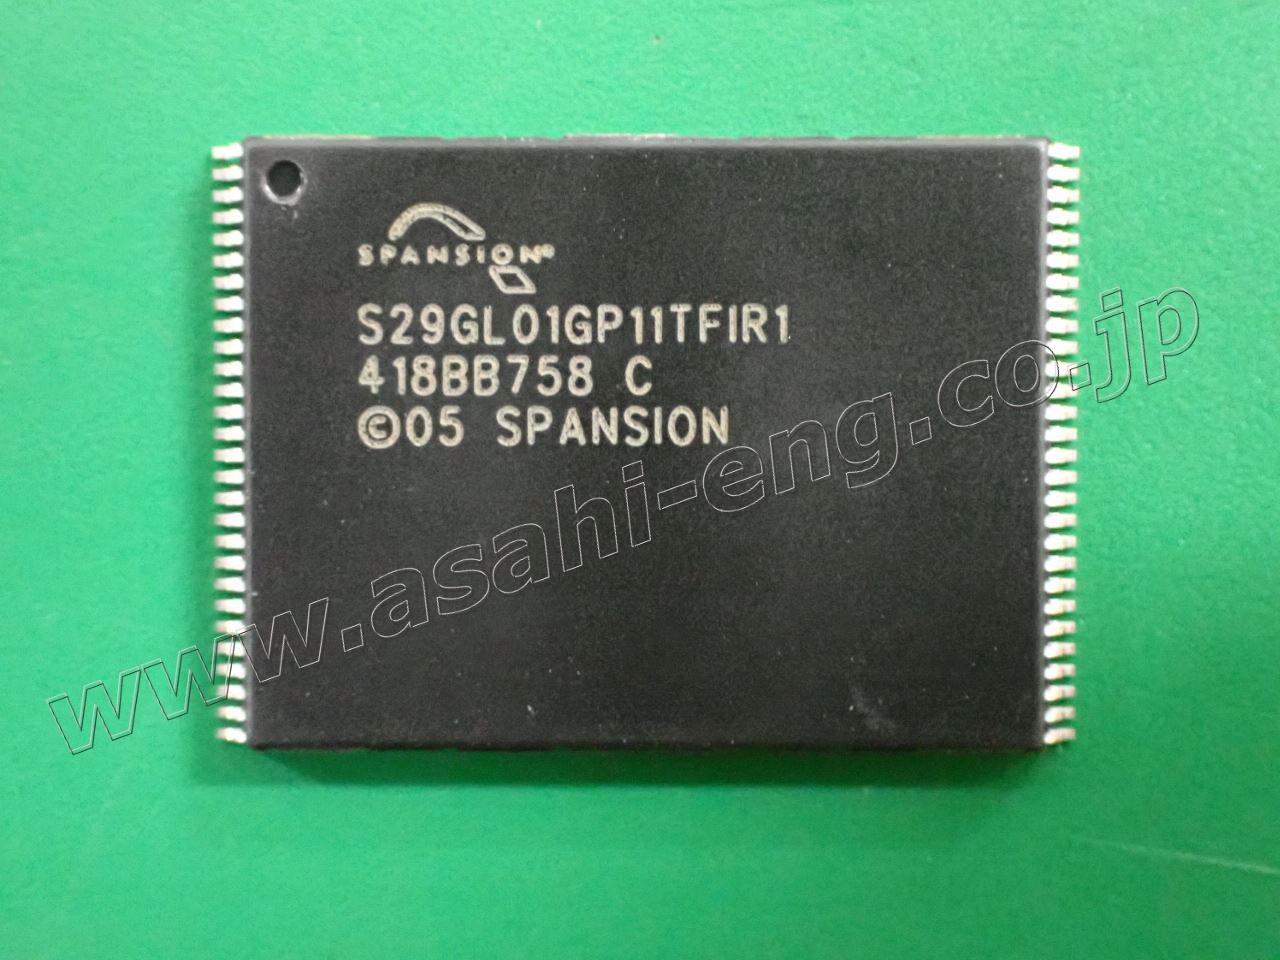 SPANSION®
S29GL01GP11TFIR1
418BB758 C
©05 SPANSION
www.asahi-eng.co.jp